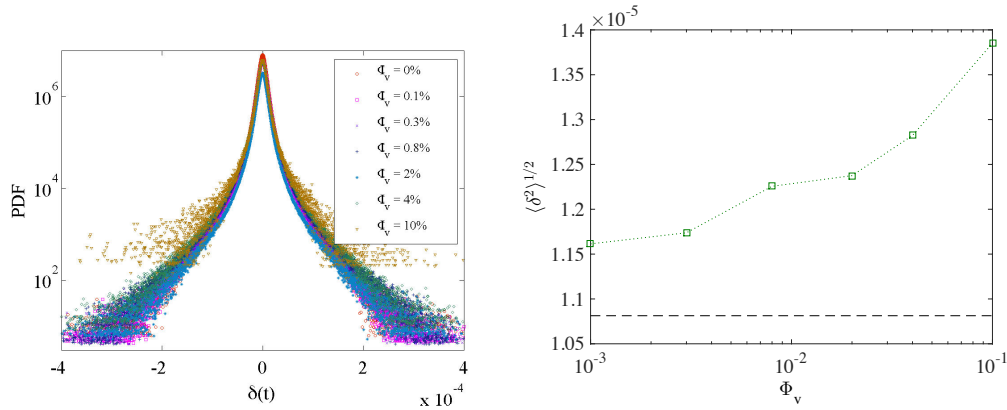 PDF
10^6
10^4
10^2
-4
-2
0
2
4
x 10^-4
δ(t)
Φv = 0%
Φv = 0.1%
Φv = 0.3%
Φv = 0.8%
Φv = 2%
Φv = 4%
Φv = 10%
×10^-5
1.4
1.35
1.3
1.25
1.2
1.15
1.1
1.05
⟨δ²⟩^1/2
10^-3
10^-2
10^-1
Φv